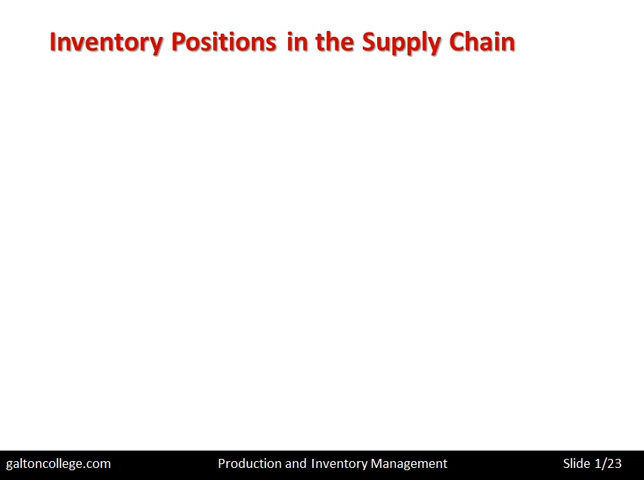 Inventory Positions in the Supply Chain
galtoncollege.com Production and Inventory Management Slide 1/23